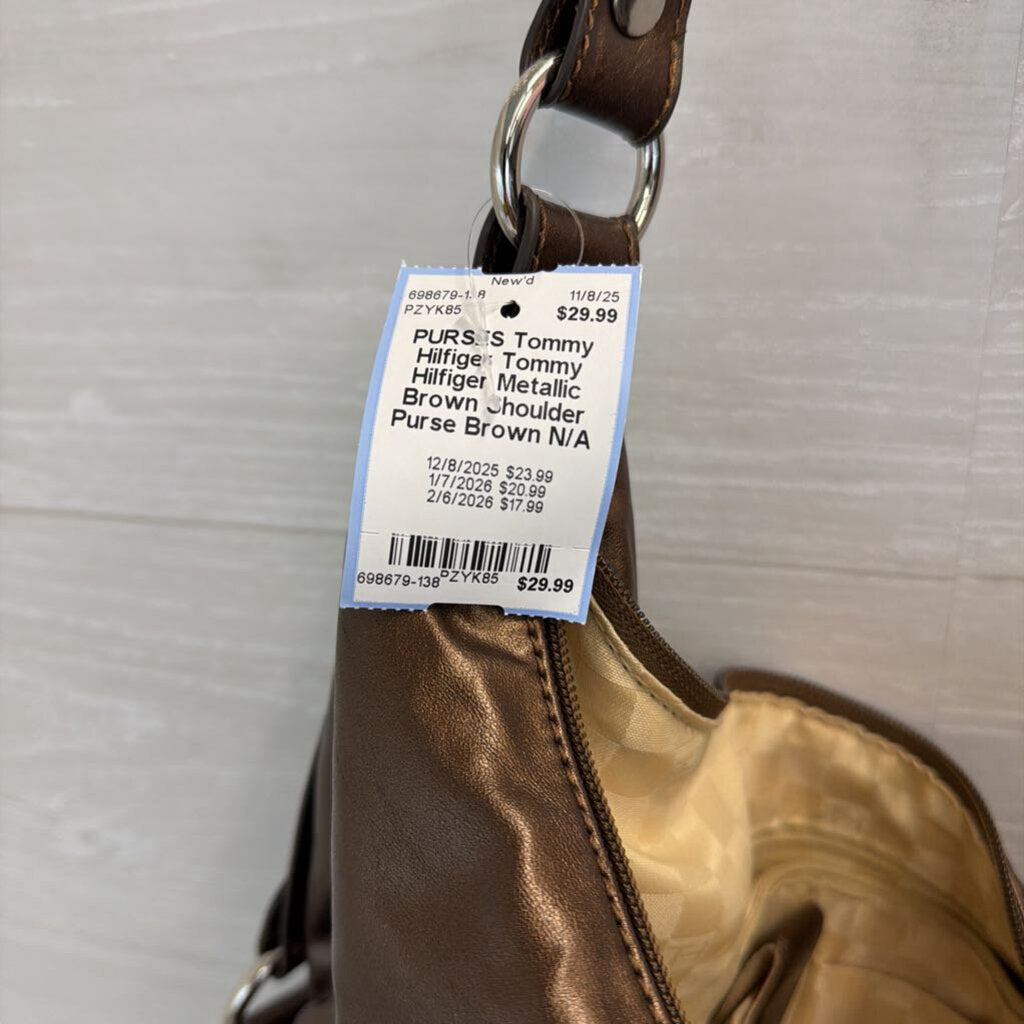 New'd
698679-138 11/8/25
PZYK85 $29.99
PURSES Tommy
Hilfiger Tommy
Hilfiger Metallic
Brown Shoulder
Purse Brown N/A
12/8/2025 $23.99
1/7/2026 $20.99
2/6/2026 $17.99
698679-138 PZYK85 $29.99